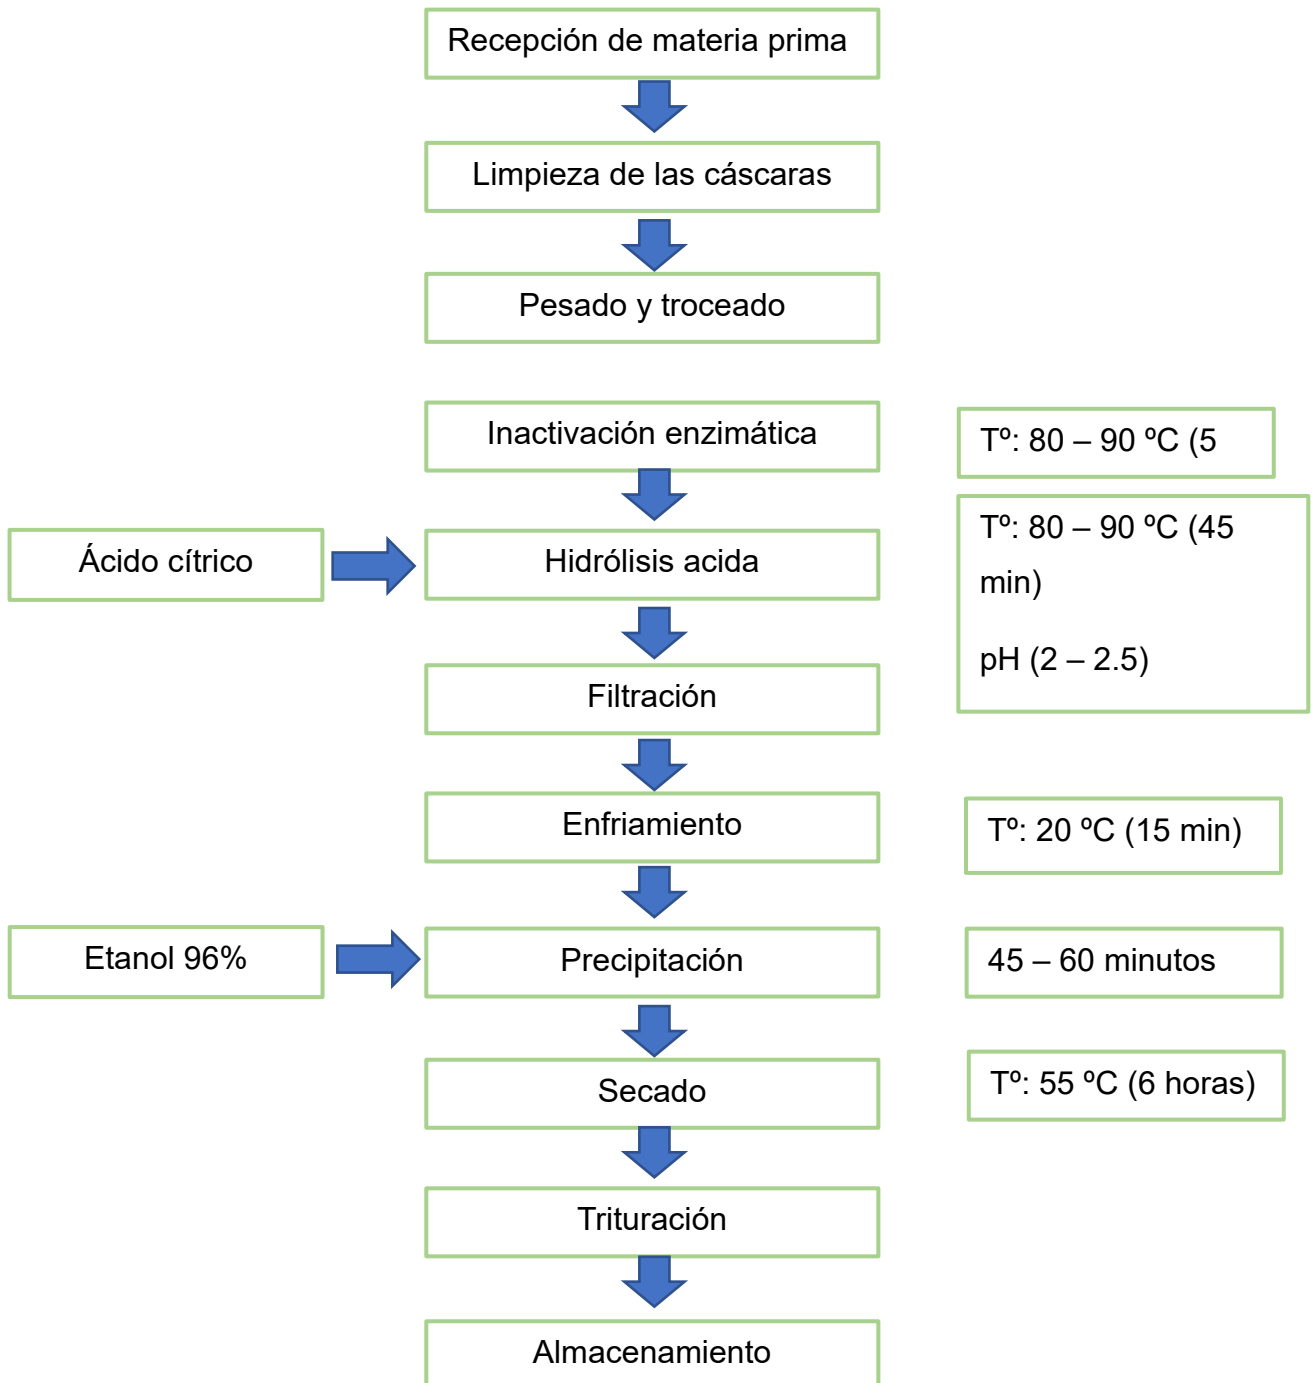 Recepción de materia prima
Limpieza de las cáscaras
Pesado y troceado
Inactivación enzimática
Tº: 80 – 90 ºC (5
Ácido cítrico
Hidrólisis acida
Tº: 80 – 90 ºC (45
min)
pH (2 – 2.5)
Filtración
Enfriamiento
Tº: 20 ºC (15 min)
Etanol 96%
Precipitación
45 – 60 minutos
Secado
Tº: 55 ºC (6 horas)
Trituración
Almacenamiento